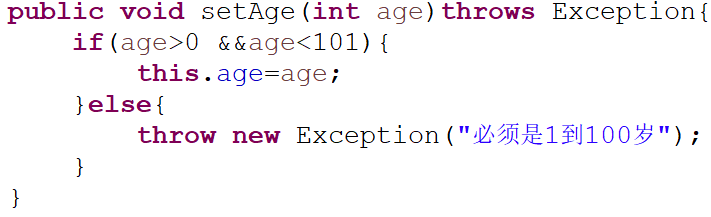 public void setAge(int age)throws Exception{
    if(age>0 &&age<101){
        this.age=age;
    }else{
        throw new Exception("必须是1到100岁");
    }
}